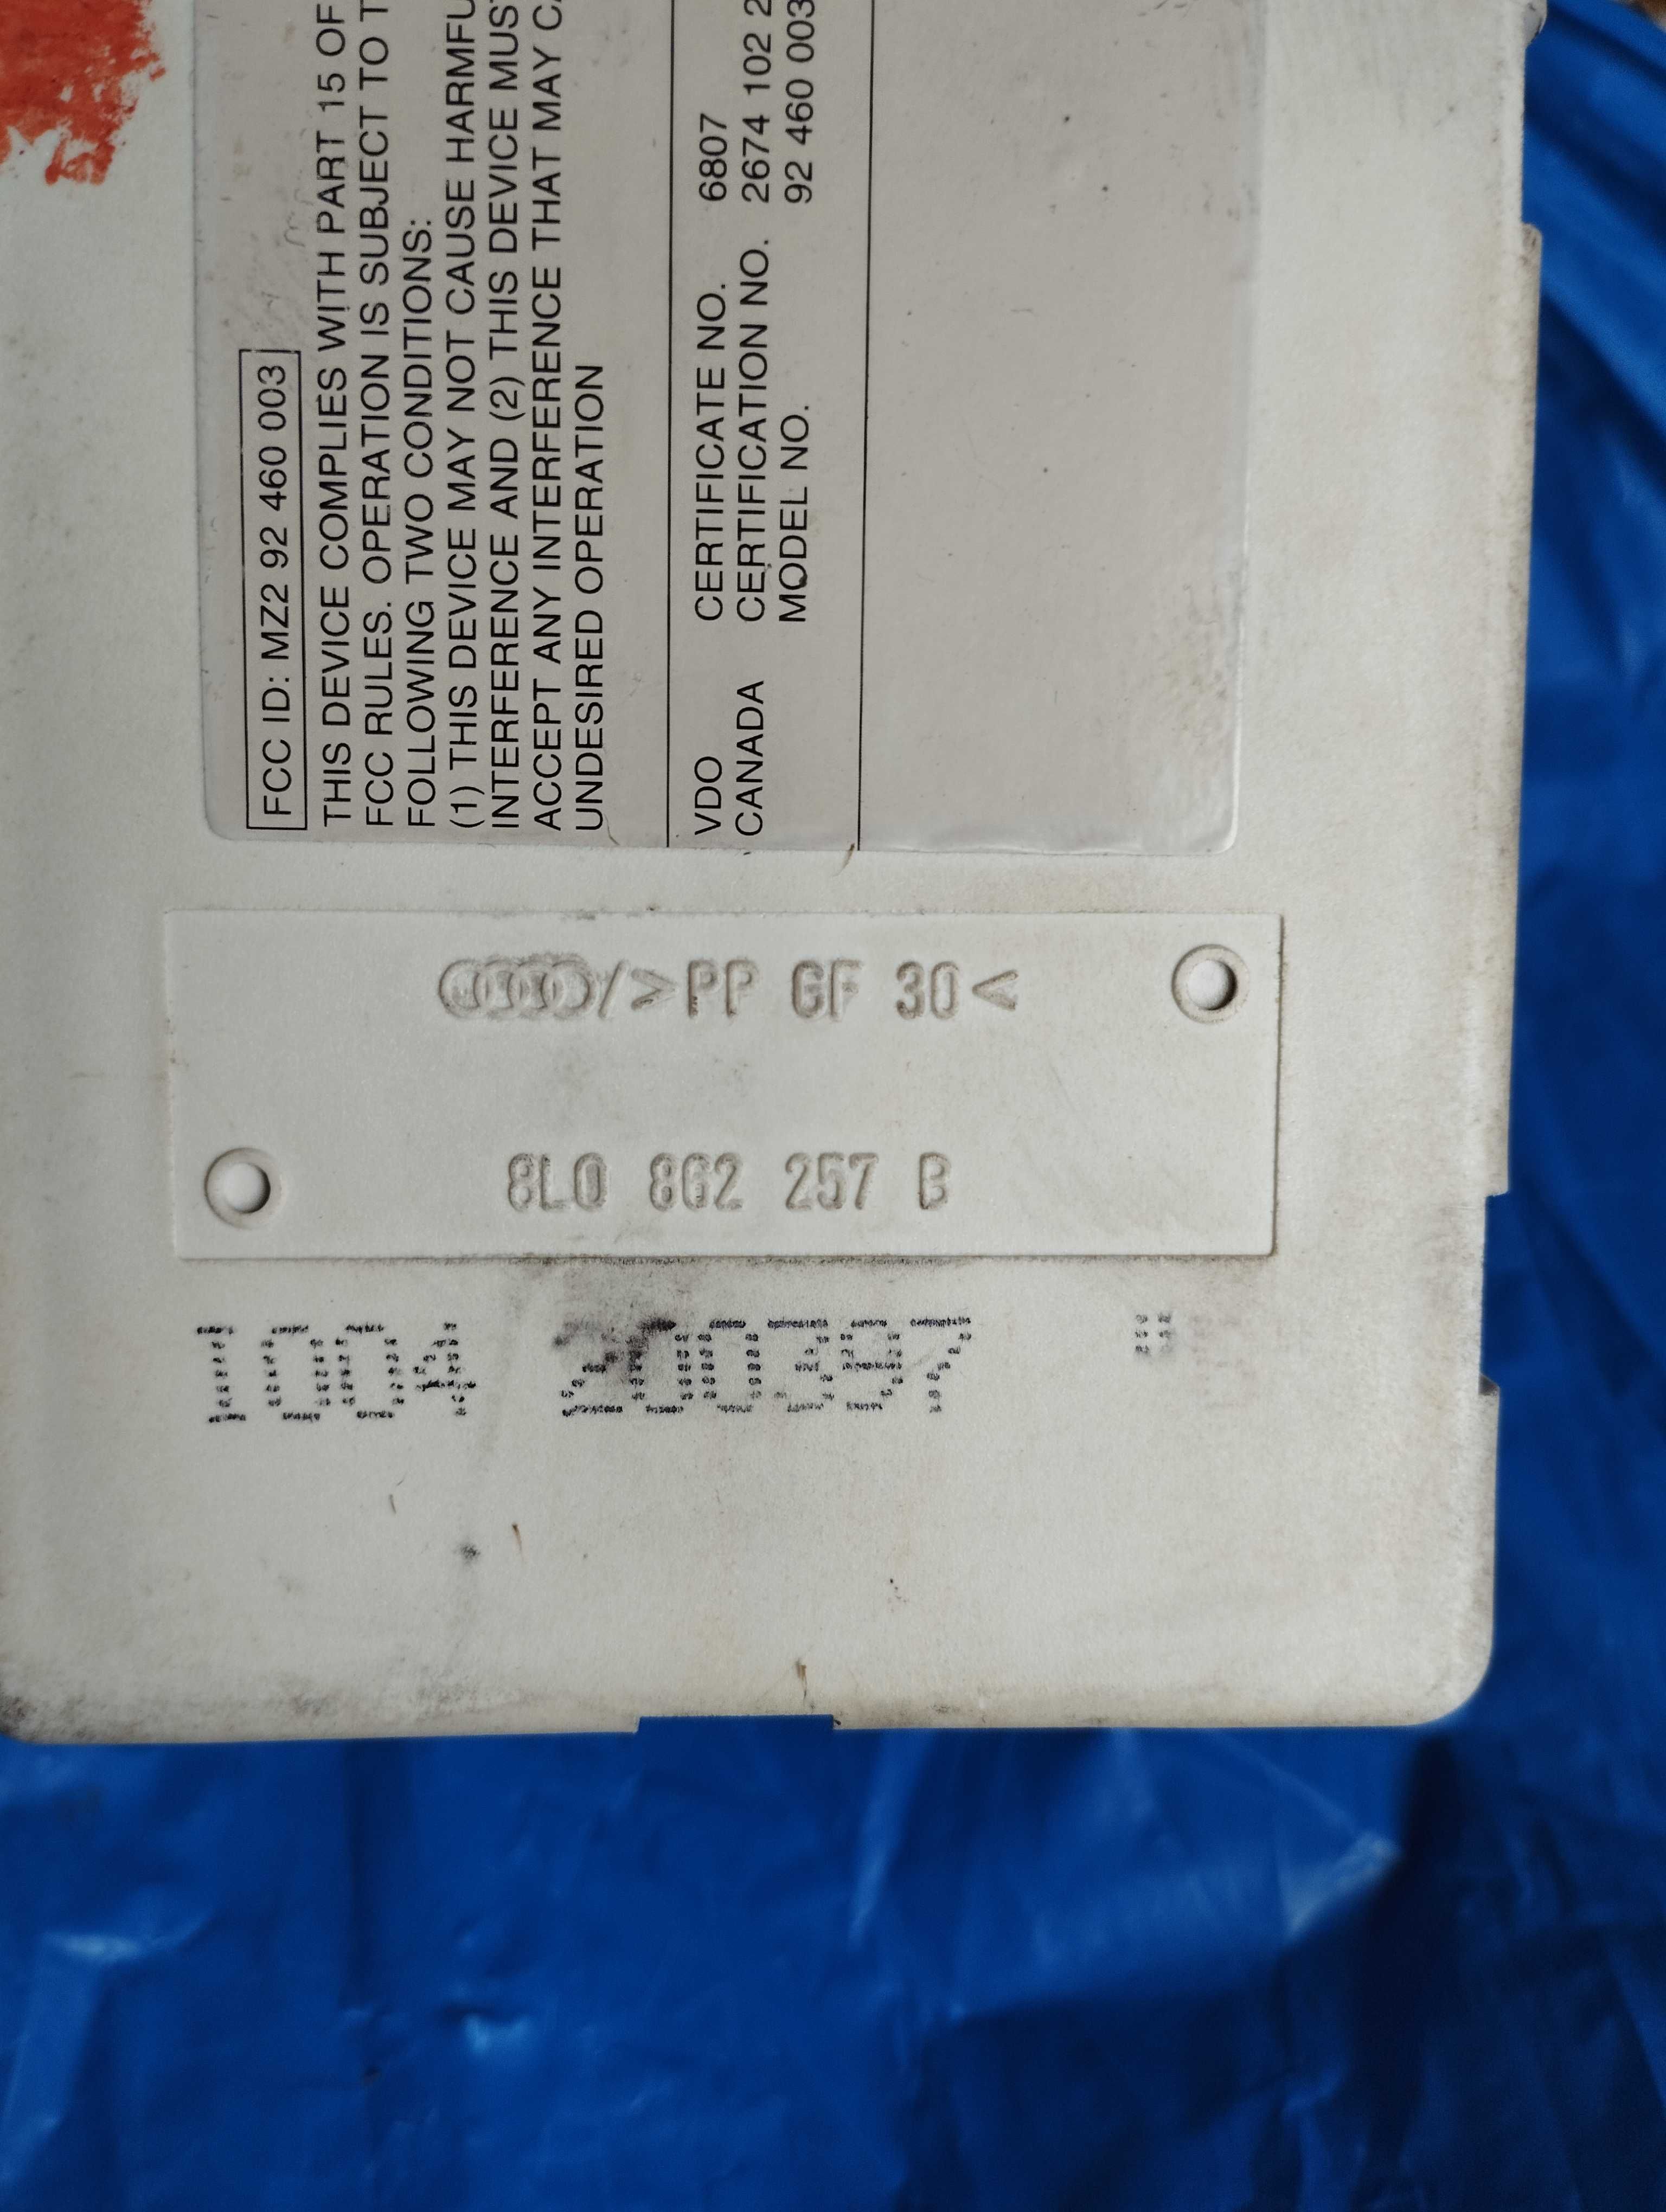 FCC ID: MZ2 92 460 003
THIS DEVICE COMPLIES WITH PART 15 OF
FCC RULES. OPERATION IS SUBJECT TO T
FOLLOWING TWO CONDITIONS:
(1) THIS DEVICE MAY NOT CAUSE HARMFU
INTERFERENCE AND (2) THIS DEVICE MUST
ACCEPT ANY INTERFERENCE THAT MAY CA
UNDESIRED OPERATION
VDO CERTIFICATE NO. 6807
CANADA CERTIFICATION NO. 2674 102 2
MODEL NO. 92 460 003
/>PP GF 30<
8L0 862 257 B
1004 200397 "